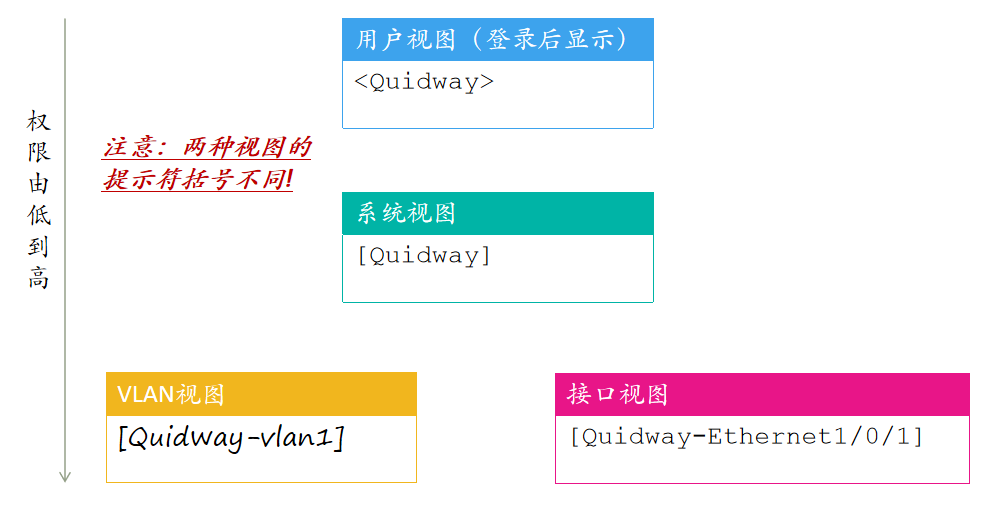 用户视图（登录后显示）
<Quidway>
权限由低到高
注意：两种视图的
提示符括号不同!
系统视图
[Quidway]
VLAN视图
[Quidway-vlan1]
接口视图
[Quidway-Ethernet1/0/1]